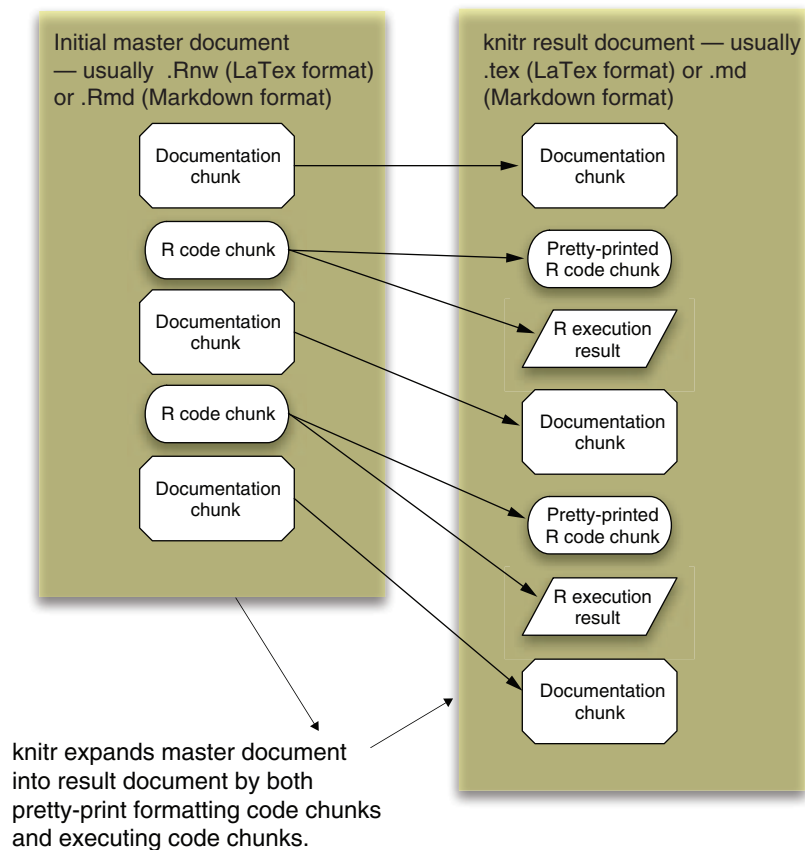 Initial master document
— usually .Rnw (LaTex format)
or .Rmd (Markdown format)
Documentation
chunk
R code chunk
Documentation
chunk
R code chunk
Documentation
chunk
knitr result document — usually
.tex (LaTex format) or .md
(Markdown format)
Documentation
chunk
Pretty-printed
R code chunk
R execution
result
Documentation
chunk
Pretty-printed
R code chunk
R execution
result
Documentation
chunk
knitr expands master document
into result document by both
pretty-print formatting code chunks
and executing code chunks.